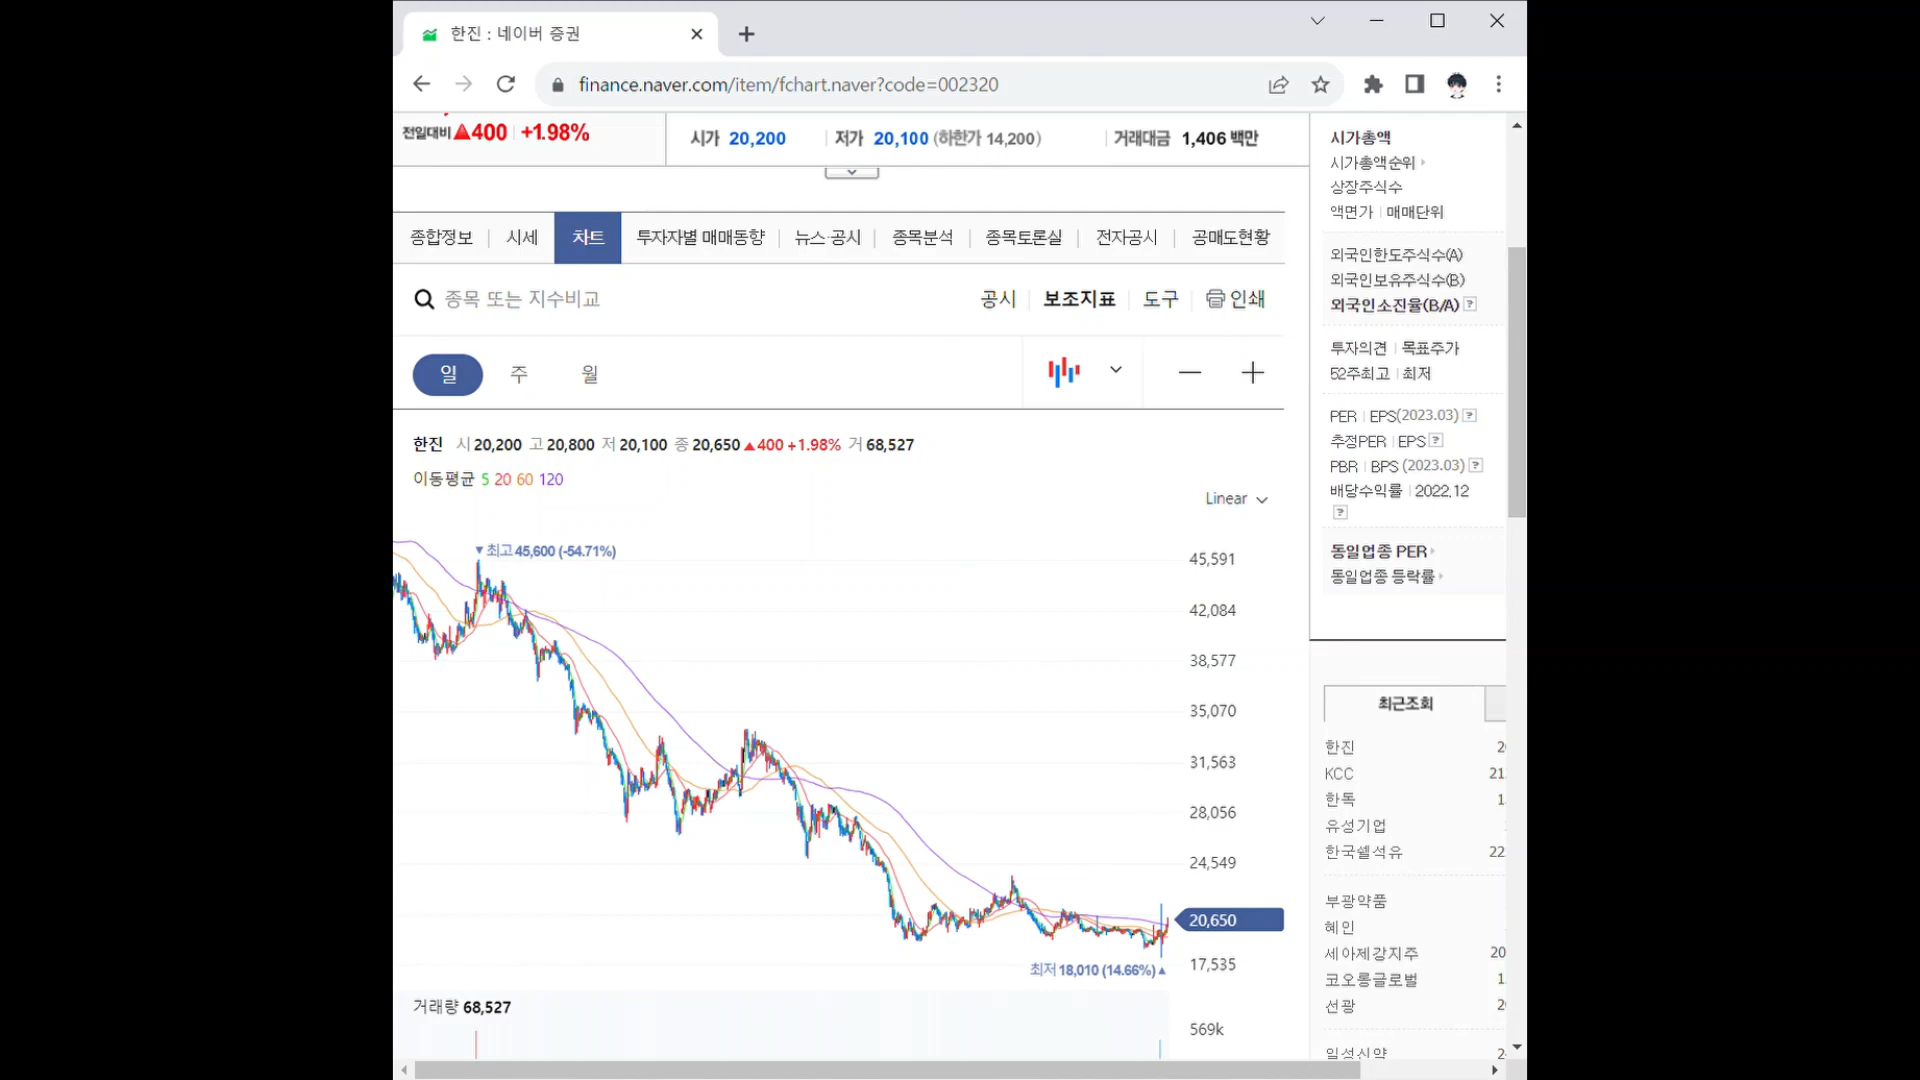 한진 : 네이버 증권
finance.naver.com/item/fchart.naver?code=002320
전일대비 ▲400 +1.98%
시가 20,200 저가 20,100 (하한가 14,200) 거래대금 1,406 백만
종합정보 시세 차트 투자자별 매매동향 뉴스·공시 종목분석 종목토론실 전자공시 공매도현황
종목 또는 지수비교 공시 보조지표 도구 인쇄
일 주 월
한진 시 20,200 고 20,800 저 20,100 종 20,650 ▲400 +1.98% 거 68,527
이동평균 5 20 60 120
Linear
▼최고 45,600 (-54.71%)
45,591
42,084
38,577
35,070
31,563
28,056
24,549
20,650
17,535
최저 18,010 (14.66%)▲
거래량 68,527
569k
시가총액
시가총액순위
상장주식수
액면가 매매단위
외국인한도주식수(A)
외국인보유주식수(B)
외국인소진율(B/A) ?
투자의견 목표주가
52주최고 최저
PER EPS(2023.03) ?
추정PER EPS ?
PBR BPS (2023.03) ?
배당수익률 2022.12
?
동일업종 PER
동일업종 등락률
최근조회
한진
KCC 21
한독
유성기업
한국쉘석유 22
부광약품
혜인
세아제강지주 20
코오롱글로벌
선광
일성신약